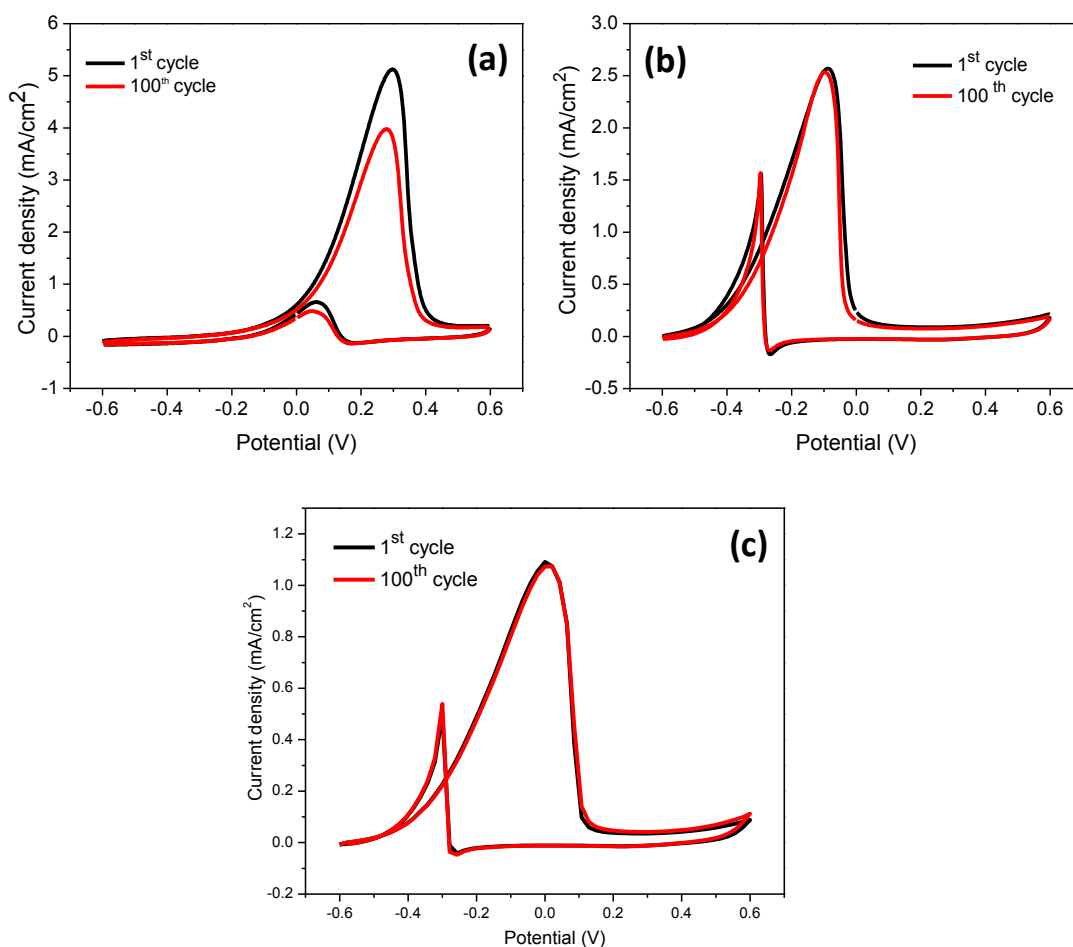 (a)
1st cycle
100th cycle
6
5
4
3
2
1
0
-1
Current density (mA/cm2)
-0.6 -0.4 -0.2 0.0 0.2 0.4 0.6
Potential (V)
(b)
1st cycle
100 th cycle
3.0
2.5
2.0
1.5
1.0
0.5
0.0
-0.5
Current density (mA/cm2)
-0.6 -0.4 -0.2 0.0 0.2 0.4 0.6
Potential (V)
(c)
1st cycle
100th cycle
1.2
1.0
0.8
0.6
0.4
0.2
0.0
-0.2
Current density (mA/cm2)
-0.6 -0.4 -0.2 0.0 0.2 0.4 0.6
Potential (V)